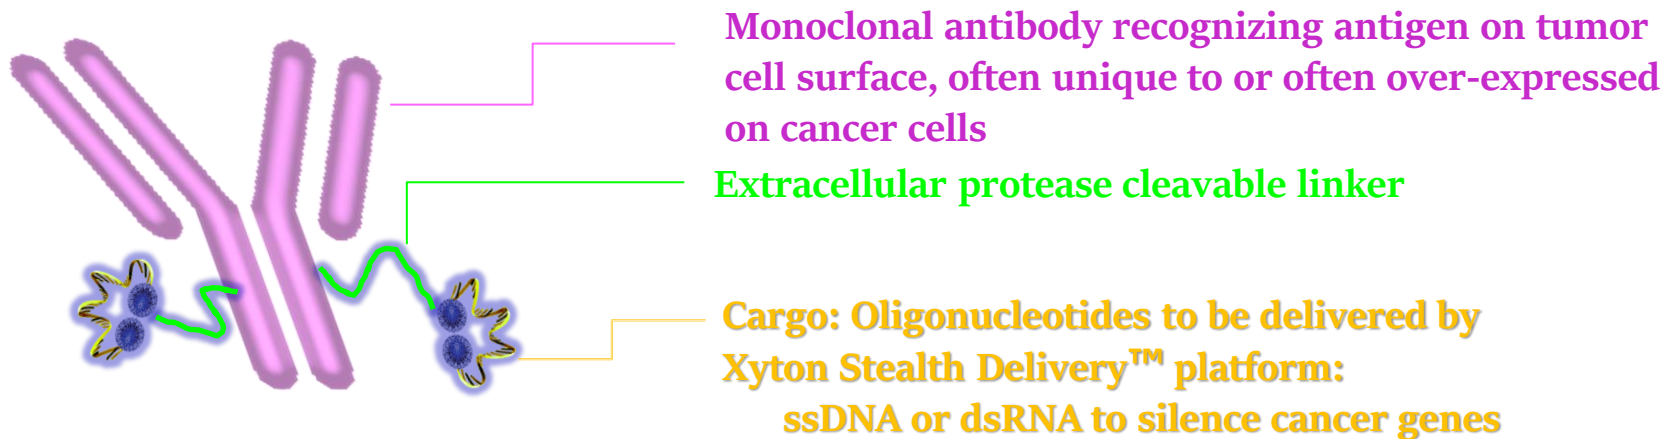 Monoclonal antibody recognizing antigen on tumor
cell surface, often unique to or often over-expressed
on cancer cells
Extracellular protease cleavable linker
Cargo: Oligonucleotides to be delivered by
Xyton Stealth Delivery™ platform:
ssDNA or dsRNA to silence cancer genes